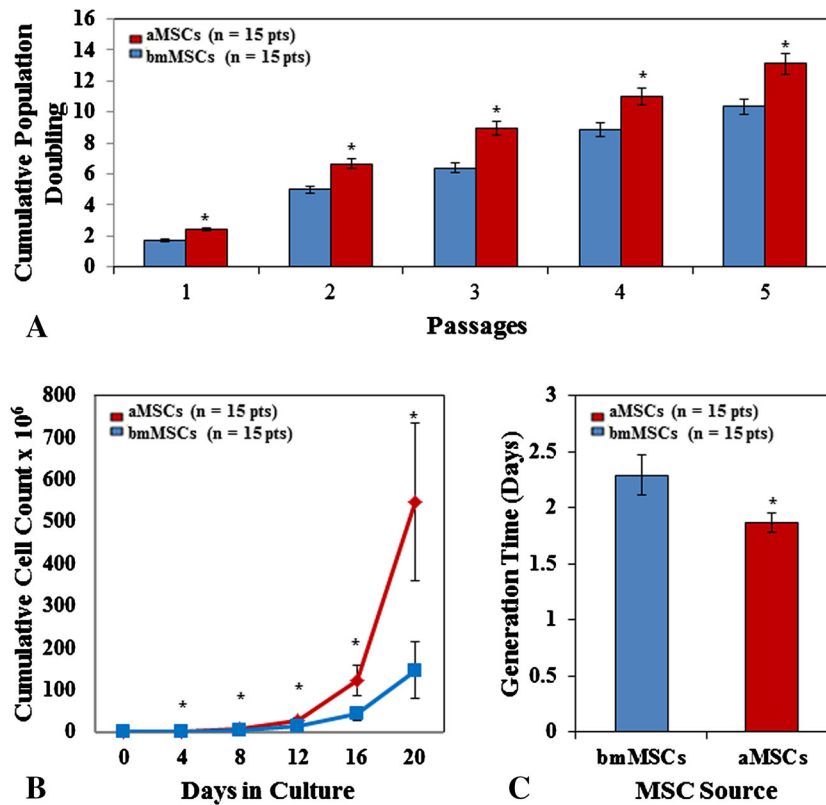 16
14
12
10
8
6
4
2
0
aMSCs (n = 15 pts)
bmMSCs (n = 15 pts)
Cumulative Population
Doubling
*
*
*
*
*
1 2 3 4 5
Passages
A
800
700
600
500
400
300
200
100
0
aMSCs (n = 15 pts)
bmMSCs (n = 15 pts)
Cumulative Cell Count x 10⁶
*
*
*
*
*
0 4 8 12 16 20
Days in Culture
B
3
2.5
2
1.5
1
0.5
0
aMSCs (n = 15 pts)
bmMSCs (n = 15 pts)
Generation Time (Days)
*
bmMSCs aMSCs
MSC Source
C